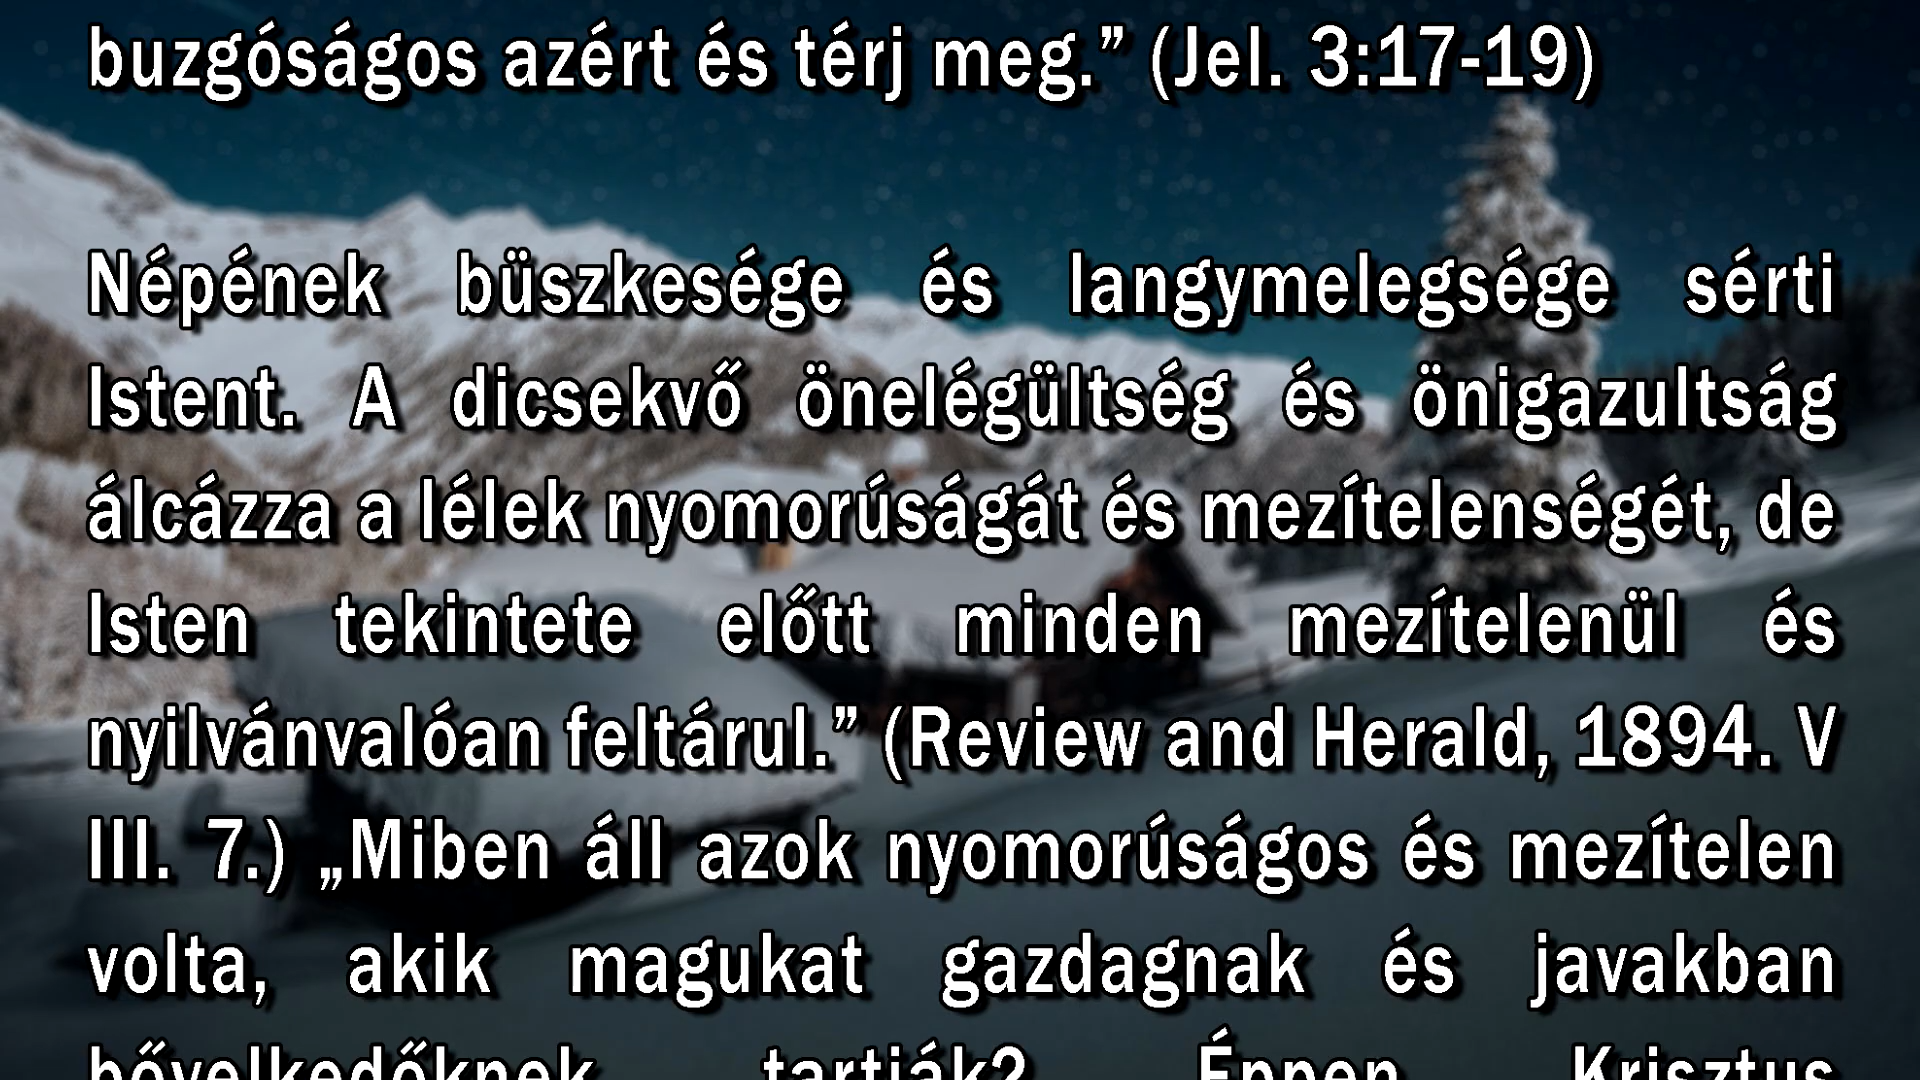 buzgóságos azért és térj meg.” (Jel. 3:17-19)
Népének büszkesége és langymelegsége sérti
Istent. A dicsekvő önelégültség és önigazultság
álcázza a lélek nyomorúságát és mezítelenségét, de
Isten tekintete előtt minden mezítelenül és
nyilvánvalóan feltárul.” (Review and Herald, 1894. V
III. 7.) „Miben áll azok nyomorúságos és mezítelen
volta, akik magukat gazdagnak és javakban
bővelkedőknek tartják? Éppen Krisztus